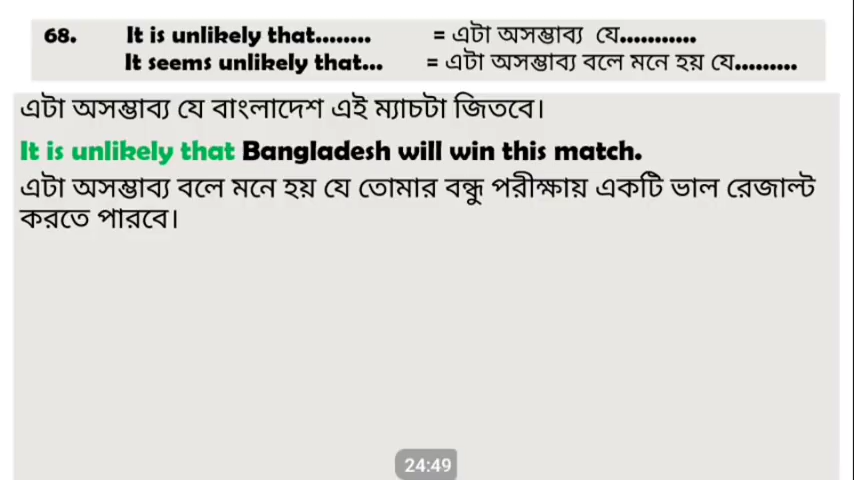 68. It is unlikely that........ = এটা অসম্ভাব্য যে...........
It seems unlikely that... = এটা অসম্ভাব্য বলে মনে হয় যে.........
এটা অসম্ভাব্য যে বাংলাদেশ এই ম্যাচটা জিতবে।
It is unlikely that Bangladesh will win this match.
এটা অসম্ভাব্য বলে মনে হয় যে তোমার বন্ধু পরীক্ষায় একটি ভাল রেজাল্ট
করতে পারবে।
24:49